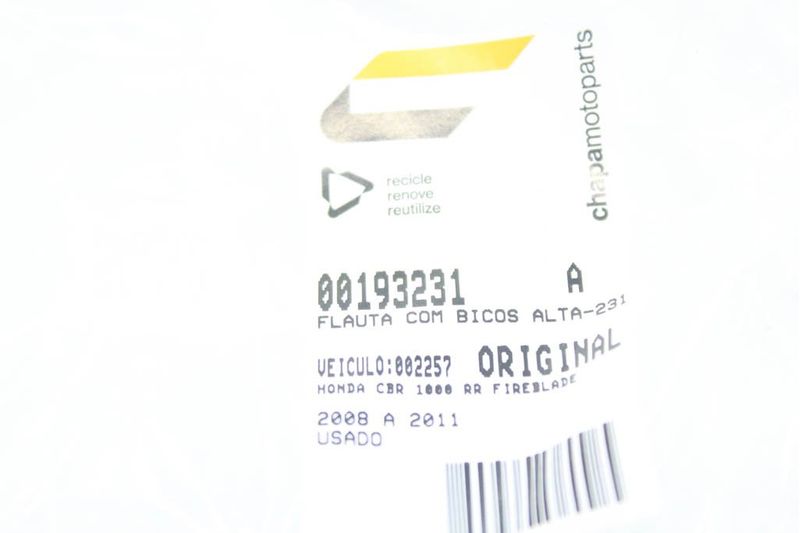 chapamotoparts
recicle
renove
reutilize
00193231 A
FLAUTA COM BICOS ALTA-231
VEICULO:002257 ORIGINAL
HONDA CBR 1000 RR FIREBLADE
2008 A 2011
USADO